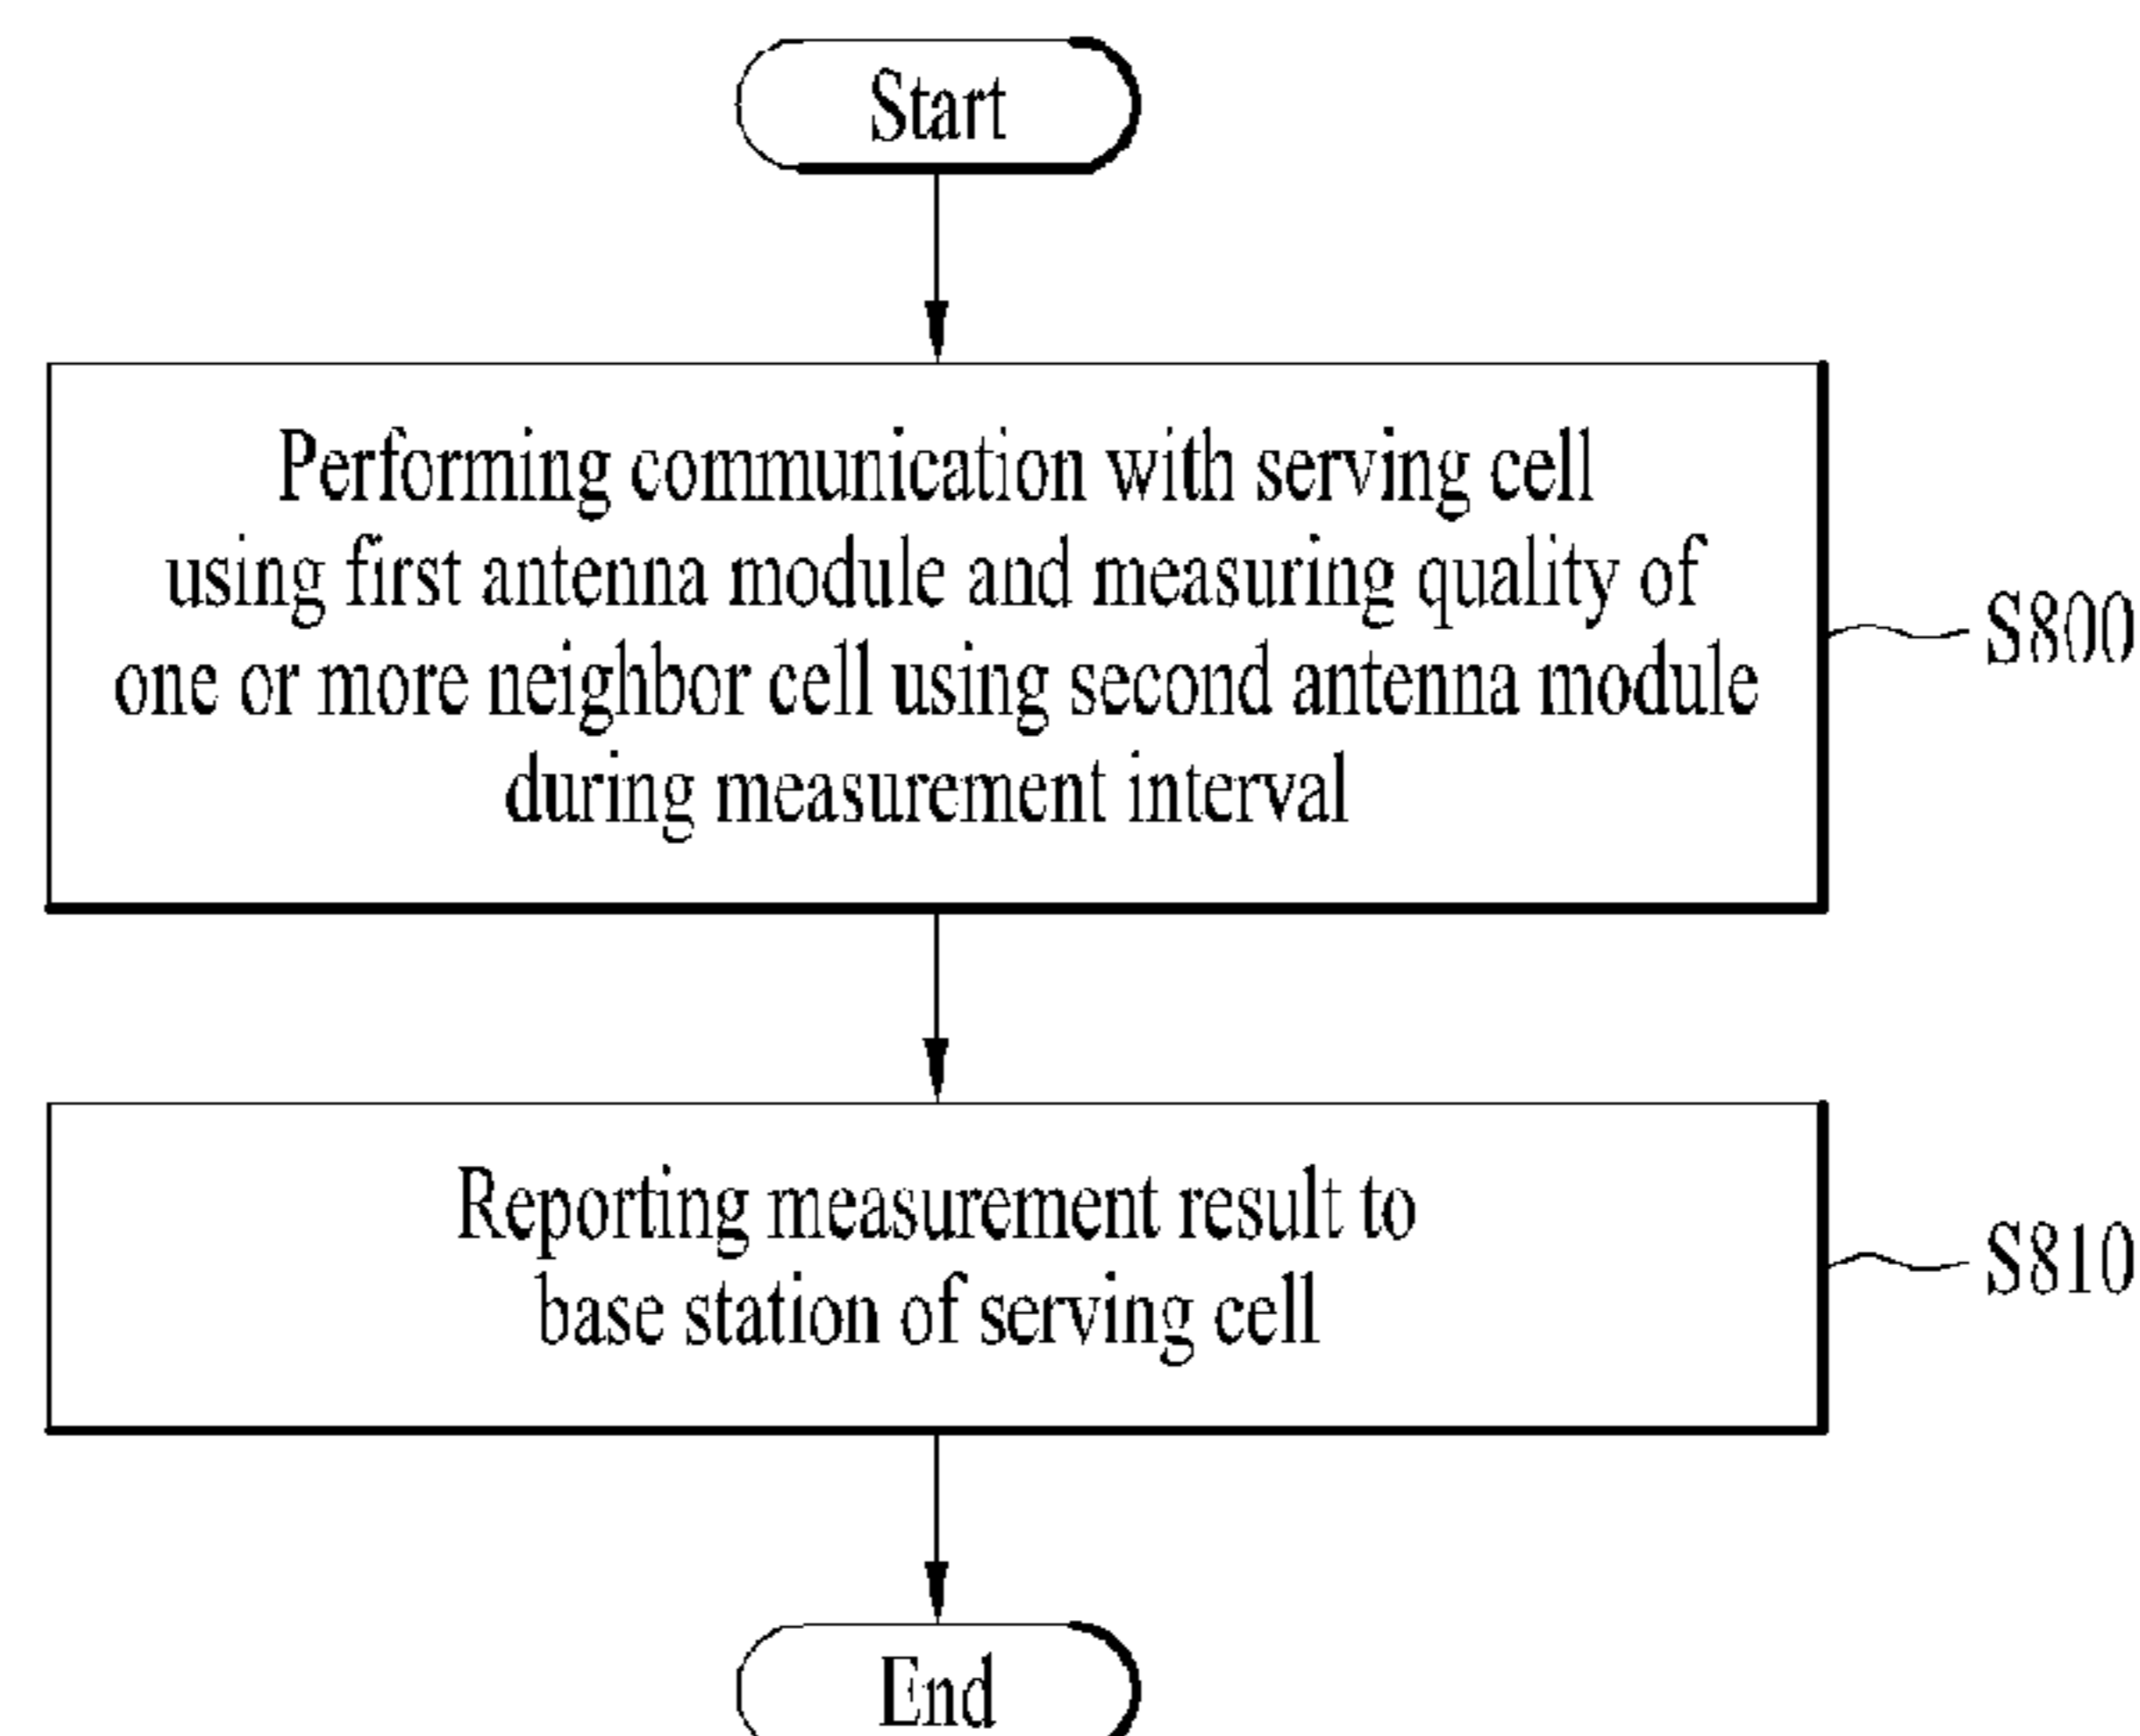 Start
Performing communication with serving cell
using first antenna module and measuring quality of
one or more neighbor cell using second antenna module
during measurement interval
S800
Reporting measurement result to
base station of serving cell
S810
End